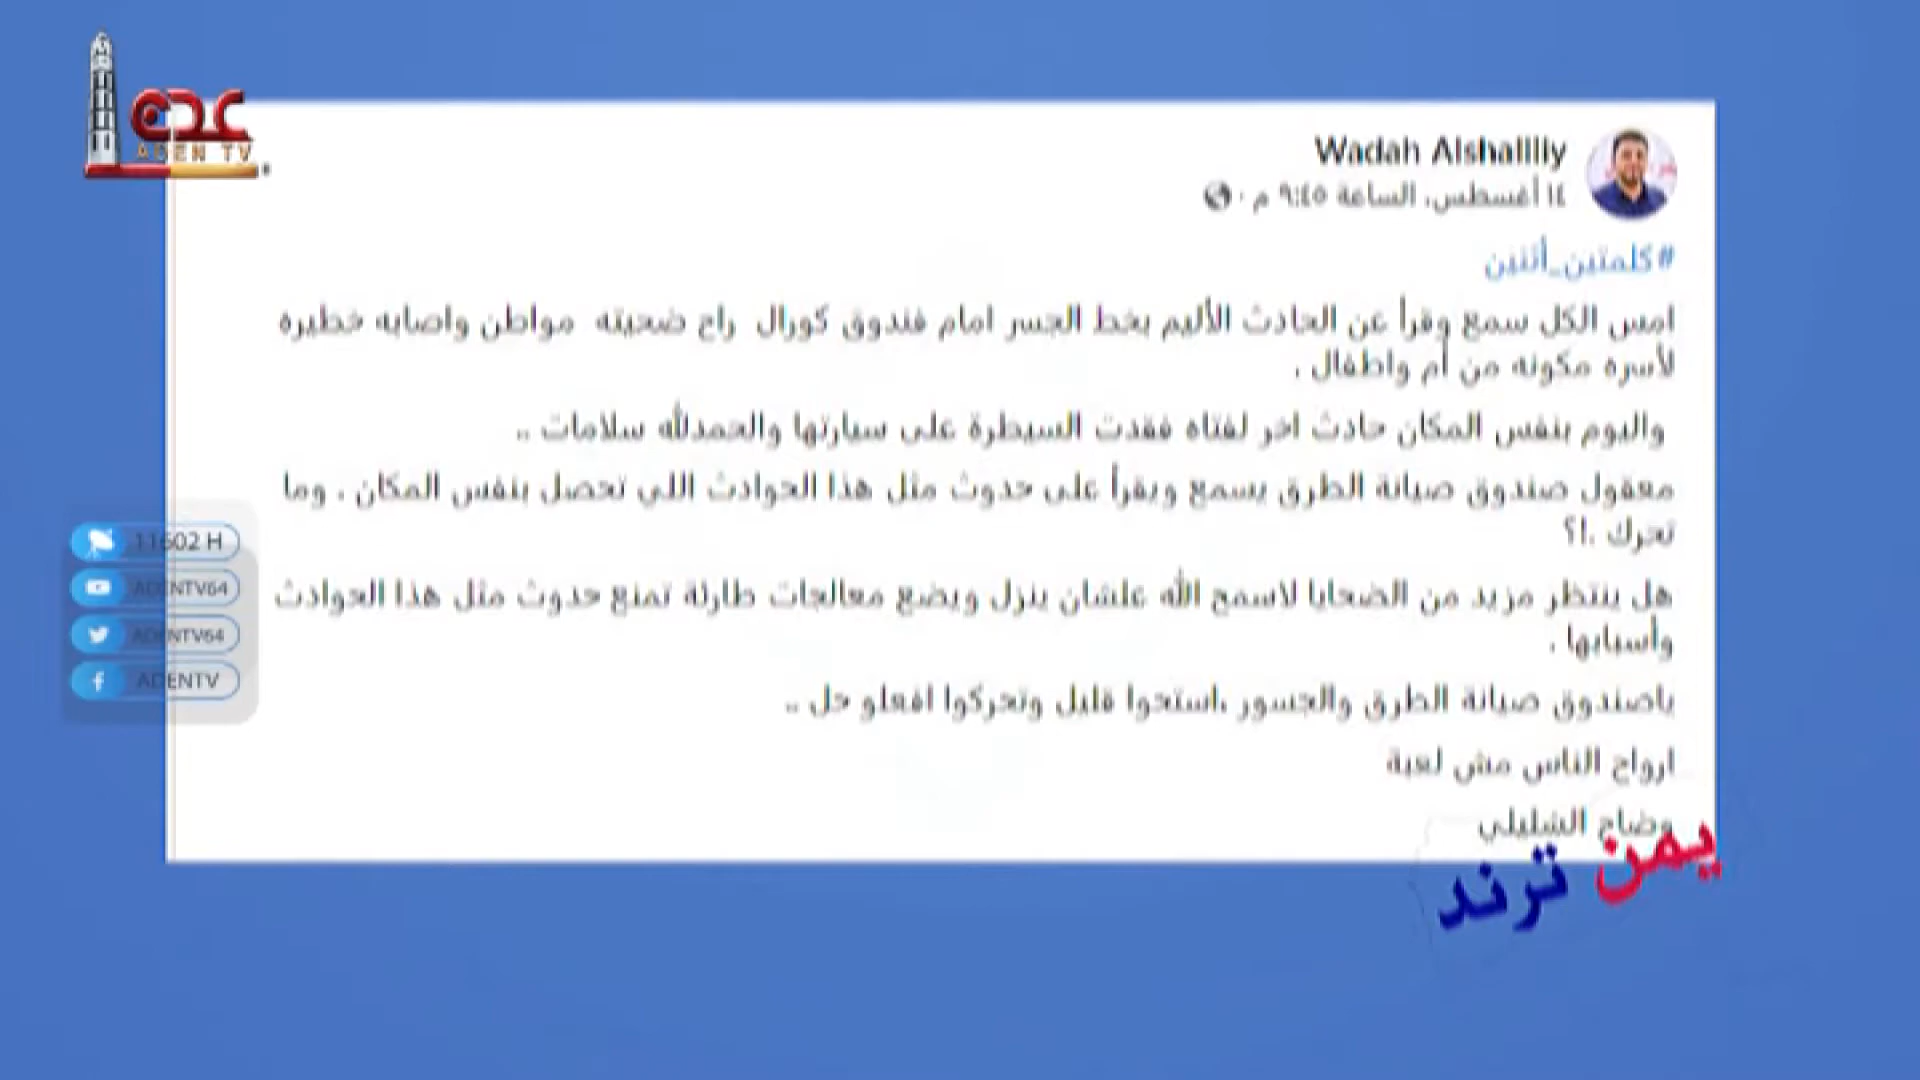 عدن
ADEN TV
Wadah Alshalily
١٤ أغسطس، الساعة ٩:٤٥ م
#كلمتين_أثنين
امس الكل سمع وقرأ عن الحادث الأليم بخط الجسر امام فندوق كورال راح ضحيته مواطن واصابه خطيره
لأسره مكونه من أم واطفال .
واليوم بنفس المكان حادث اخر لفتاه فقدت السيطرة على سيارتها والحمدلله سلامات ..
معقول صندوق صيانة الطرق يسمع ويقرأ على حدوث مثل هذا الحوادث اللي تحصل بنفس المكان . وما
تحرك .!؟
هل ينتظر مزيد من الضحايا لاسمح الله علشان ينزل ويضع معالجات طارئة تمنع حدوث مثل هذا الحوادث
وأسبابها .
ياصندوق صيانة الطرق والجسور ،استحوا قليل وتحركوا افعلو حل ..
ارواح الناس مش لعبة
وضاح الشليلي
11602 H
ADENTV64
ADENTV64
ADENTV
يمن ترند